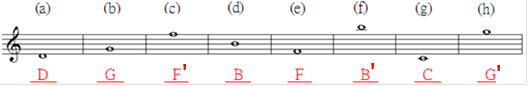 (a) (b) (c) (d) (e) (f) (g) (h)
D G F' B F B' C G'